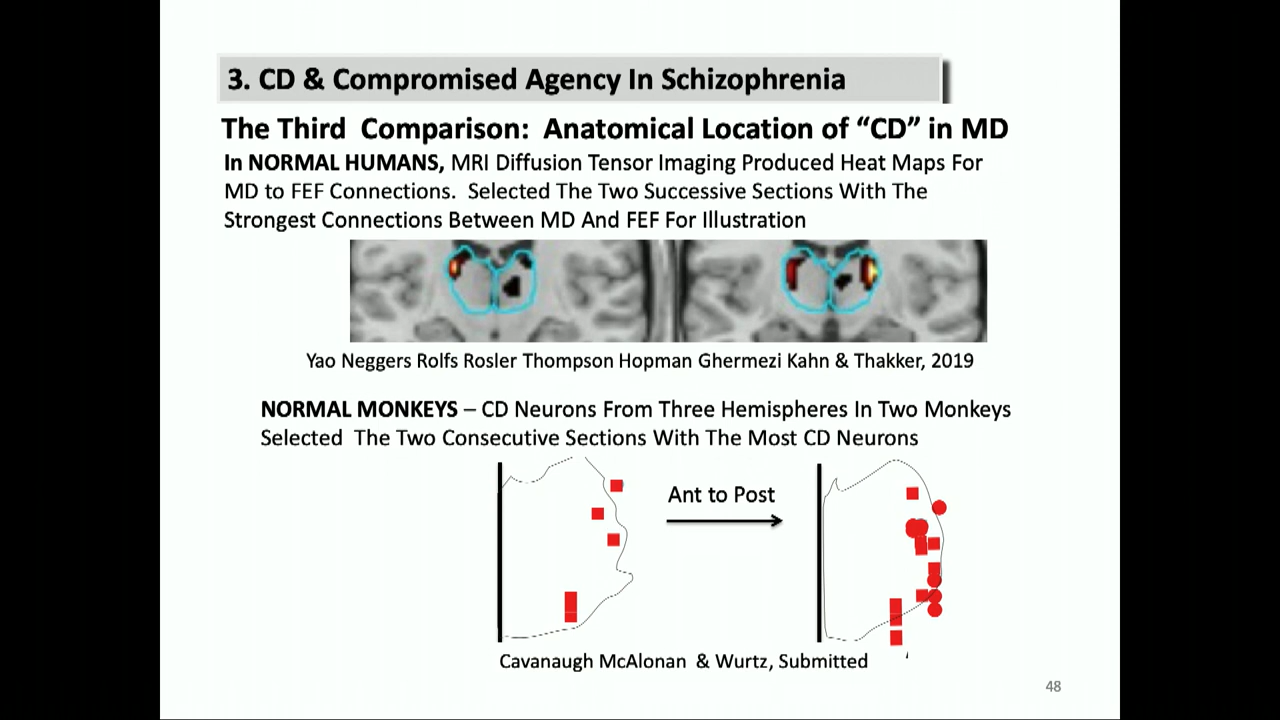 3. CD & Compromised Agency In Schizophrenia
The Third Comparison: Anatomical Location of “CD” in MD
In NORMAL HUMANS, MRI Diffusion Tensor Imaging Produced Heat Maps For
MD to FEF Connections. Selected The Two Successive Sections With The
Strongest Connections Between MD And FEF For Illustration
Yao Neggers Rolfs Rosler Thompson Hopman Ghermezi Kahn & Thakker, 2019
NORMAL MONKEYS – CD Neurons From Three Hemispheres In Two Monkeys
Selected The Two Consecutive Sections With The Most CD Neurons
Ant to Post
Cavanaugh McAlonan & Wurtz, Submitted
48